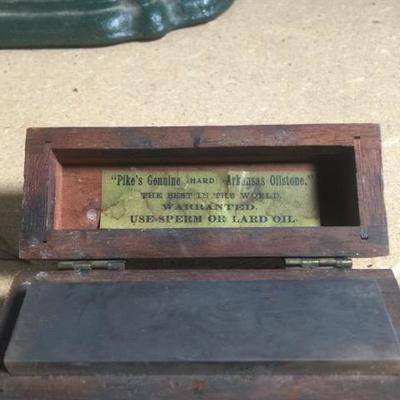 "Pike's Genuine HARD Arkansas Oilstone."
THE BEST IN THE WORLD.
WARRANTED.
USE SPERM OR LARD OIL.